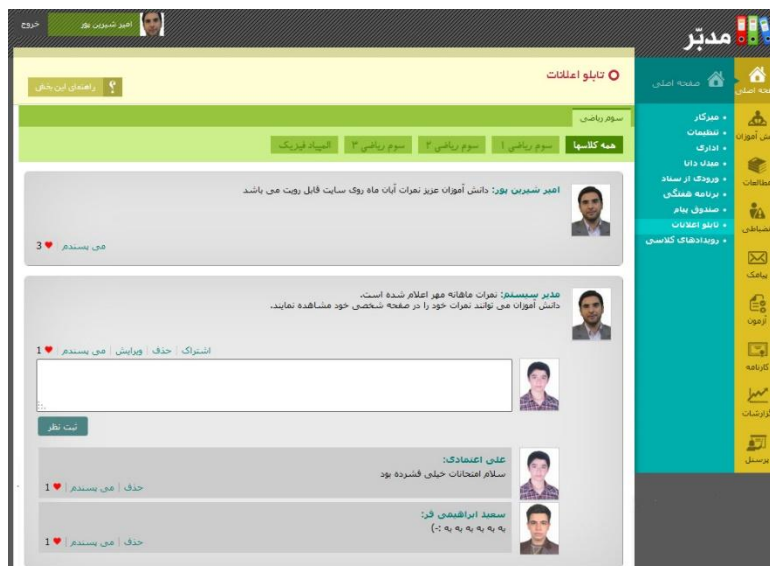 مدبّر
امیر شیرین پور
خروج
صفحه اصلی
میزکار
تنظیمات
اداری
مبدل دانا
ورودی از سناد
برنامه هفتگی
صندوق پیام
تابلو اعلانات
رویدادهای کلاسی
پیامک
آزمون
کارنامه
پرسنل
تابلو اعلانات
راهنمای این بخش
سوم ریاضی
همه کلاسها
سوم ریاضی 1
سوم ریاضی 2
سوم ریاضی 3
المپیاد فیزیک
امیر شیرین پور: دانش آموزان عزیز نمرات آبان ماه روی سایت قابل رویت می باشد
می پسندم | 3
مدیر سیستم: نمرات ماهانه مهر اعلام شده است.
دانش آموزان می توانند نمرات خود را در صفحه شخصی خود مشاهده نمایند.
اشتراک | حذف | ویرایش | می پسندم | 1
ثبت نظر
علی اعتمادی:
سلام امتحانات خیلی فشرده بود
حذف | می پسندم | 1
سعید ابراهیمی فر:
به به به به به به :-)
حذف | می پسندم | 1